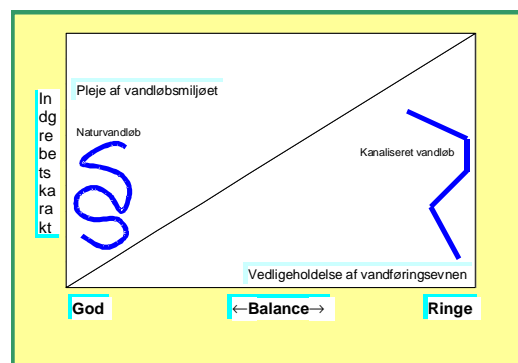 Pleje af vandløbsmiljøet
Naturvandløb
Kanaliseret vandløb
In
dg
re
be
ts
ka
ra
kt
Vedligeholdelse af vandføringsevnen
God
←Balance→
Ringe